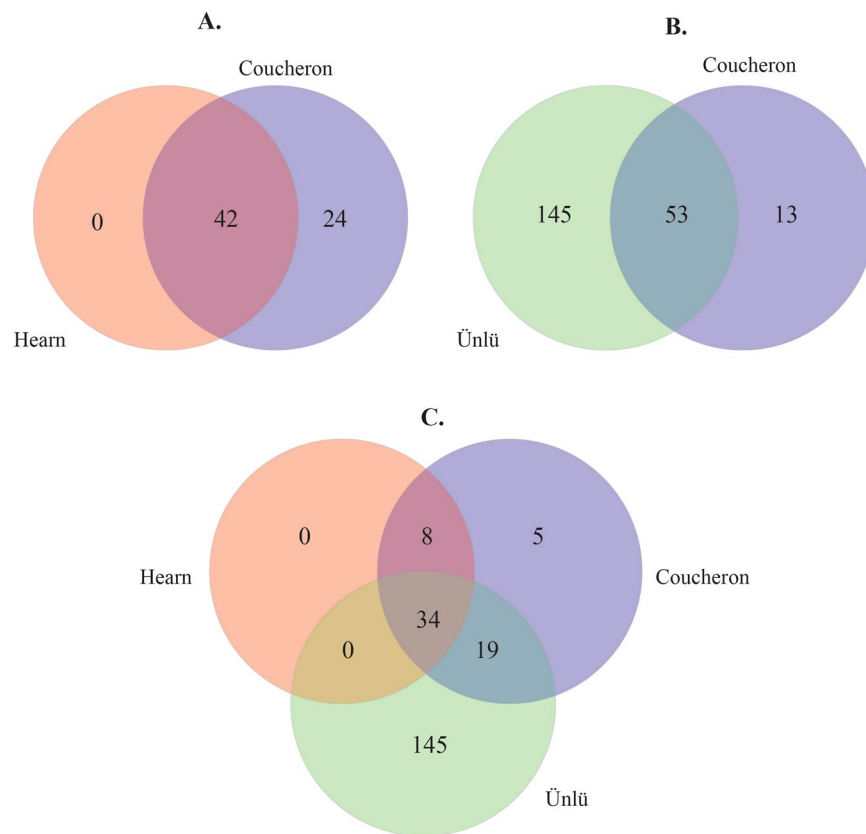 A.
Coucheron
0
42
24
Hearn
B.
Coucheron
145
53
13
Ünlü
C.
0
8
5
Hearn
Coucheron
34
0
19
145
Ünlü